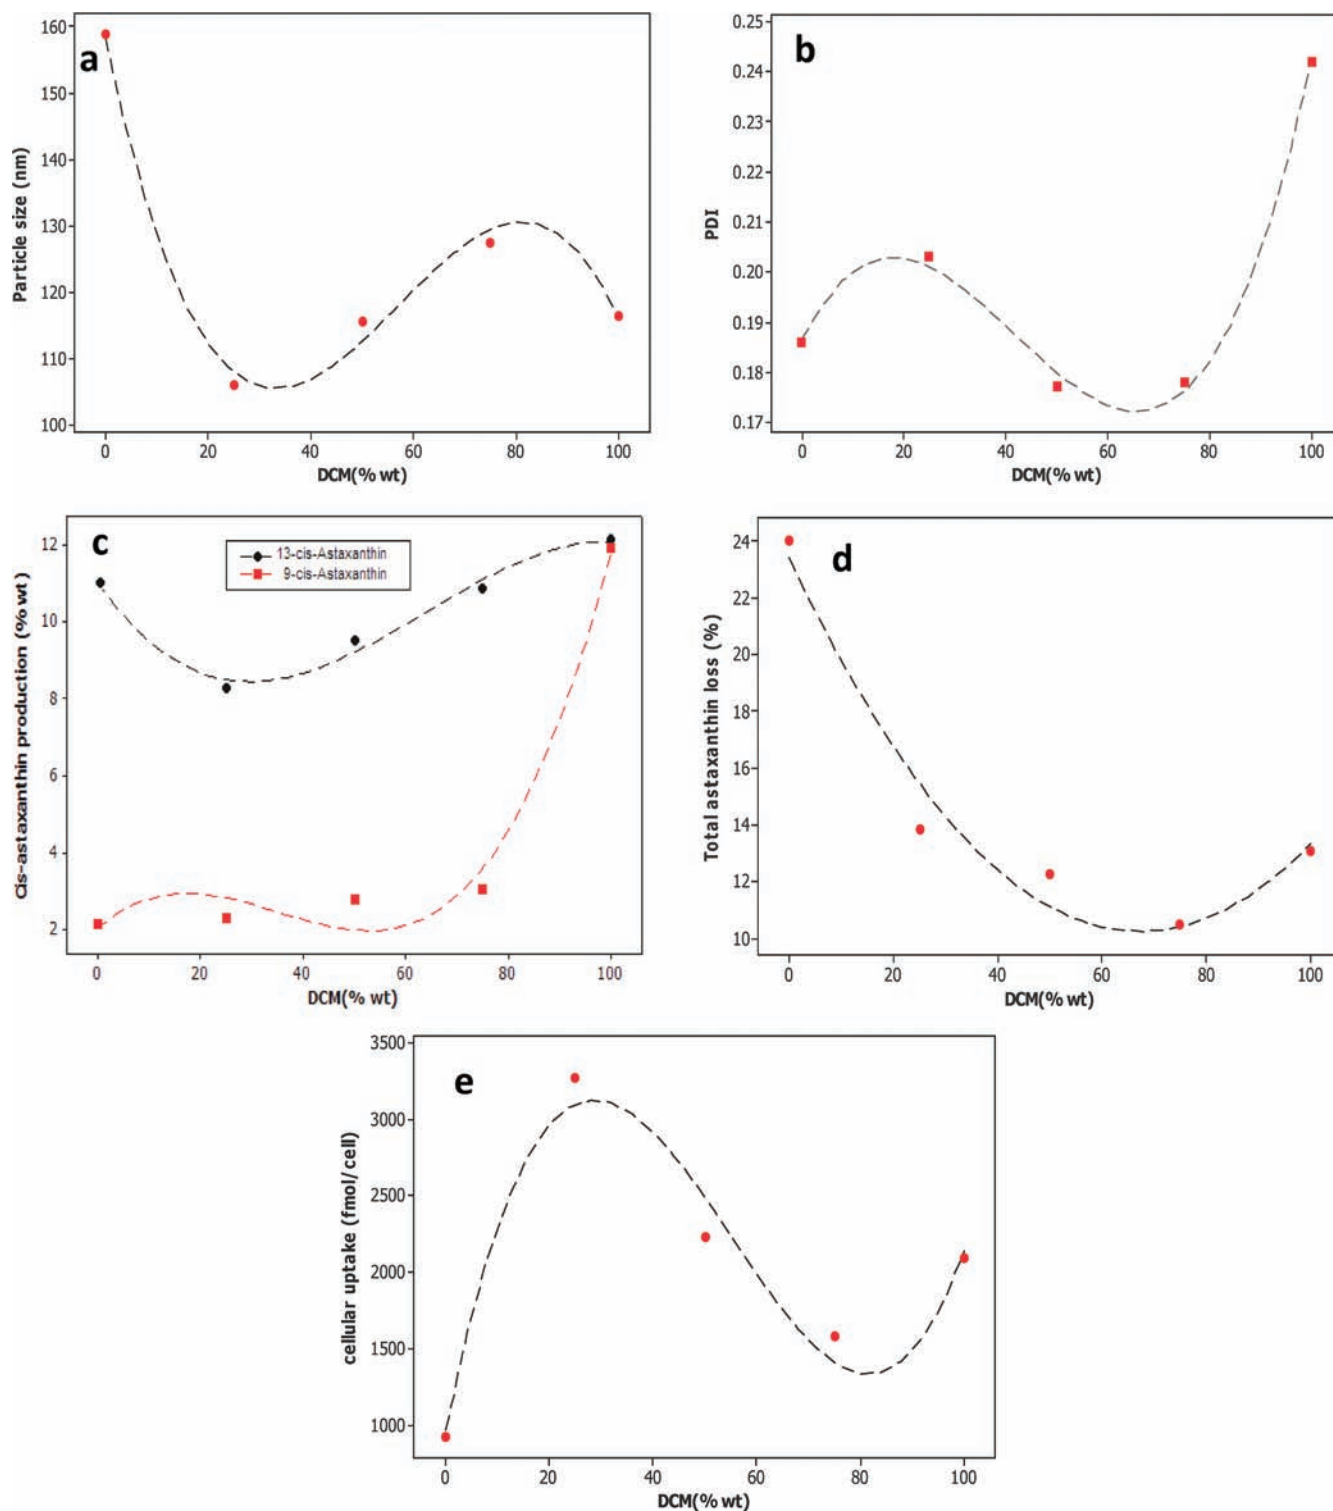 a
Particle size (nm)
160
150
140
130
120
110
100
0 20 40 60 80 100
DCM(% wt)
b
PDI
0.25
0.24
0.23
0.22
0.21
0.20
0.19
0.18
0.17
0 20 40 60 80 100
DCM(% wt)
c
Cis-astaxanthin production (% wt)
12
10
8
6
4
2
13-cis-Astaxanthin
9-cis-Astaxanthin
0 20 40 60 80 100
DCM(% wt)
d
Total astaxanthin loss (%)
24
22
20
18
16
14
12
10
0 20 40 60 80 100
DCM(% wt)
e
cellular uptake (fmol/cell)
3500
3000
2500
2000
1500
1000
0 20 40 60 80 100
DCM(% wt)